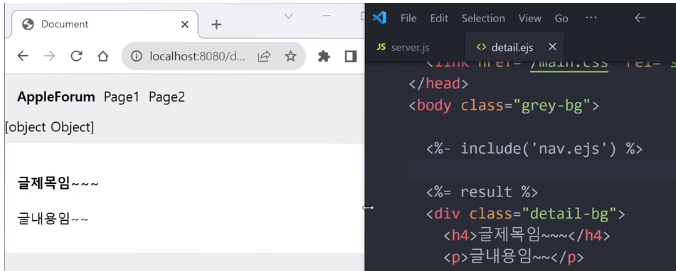 Document
localhost:8080/d...
AppleForum Page1 Page2
[object Object]
글제목임~~~
글내용임~~
File Edit Selection View Go ...
JS server.js
<> detail.ejs
<link href="/main.css" rel="s
</head>
<body class="grey-bg">
<%- include('nav.ejs') %>
<%= result %>
<div class="detail-bg">
<h4>글제목임~~~</h4>
<p>글내용임~~</p>